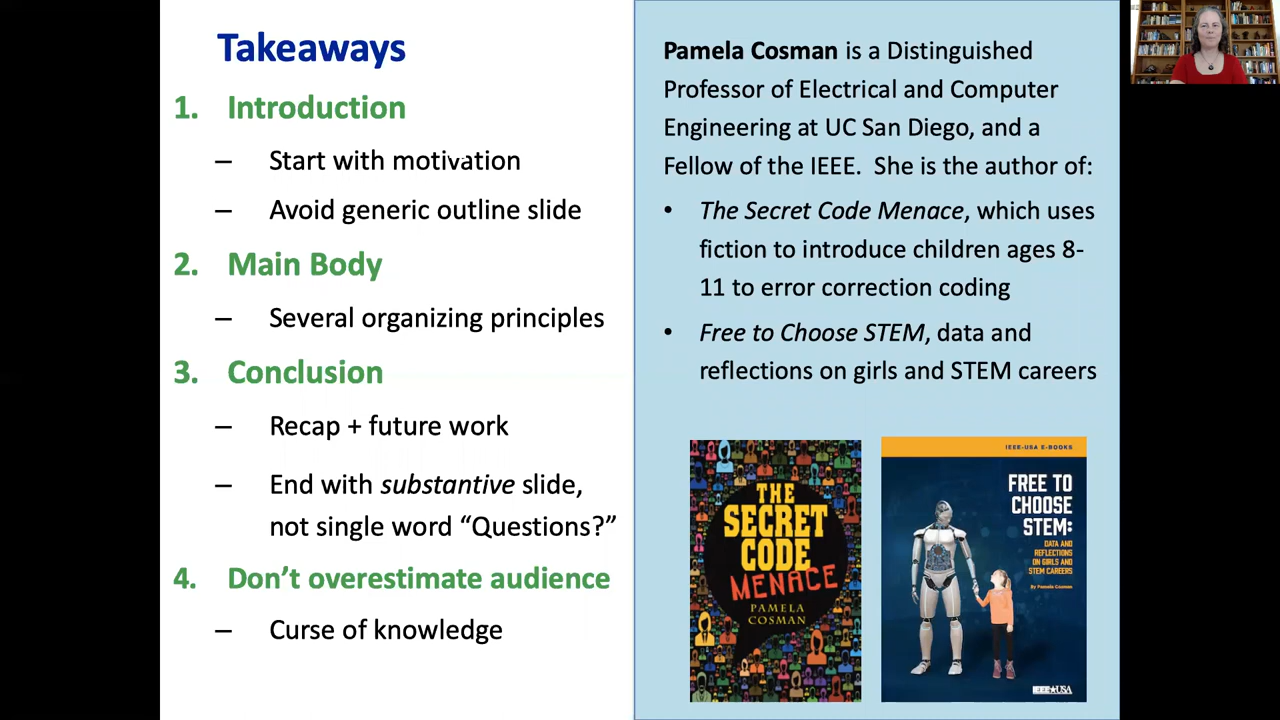 Takeaways
1. Introduction
– Start with motivation
– Avoid generic outline slide
2. Main Body
– Several organizing principles
3. Conclusion
– Recap + future work
– End with substantive slide,
not single word “Questions?”
4. Don’t overestimate audience
– Curse of knowledge
Pamela Cosman is a Distinguished
Professor of Electrical and Computer
Engineering at UC San Diego, and a
Fellow of the IEEE. She is the author of:
• The Secret Code Menace, which uses
fiction to introduce children ages 8-
11 to error correction coding
• Free to Choose STEM, data and
reflections on girls and STEM careers
THE
SECRET
CODE
MENACE
PAMELA
COSMAN
IEEE-USA E-BOOKS
FREE TO
CHOOSE
STEM:
DATA AND
REFLECTIONS
ON GIRLS AND
STEM CAREERS
By Pamela Cosman
IEEE★USA